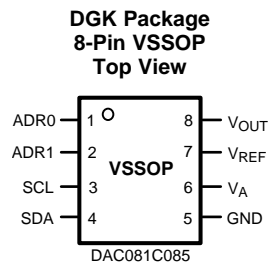 DGK Package
8-Pin VSSOP
Top View
ADR0 1 8 VOUT
ADR1 2 7 VREF
VSSOP
SCL 3 6 VA
SDA 4 5 GND
DAC081C085